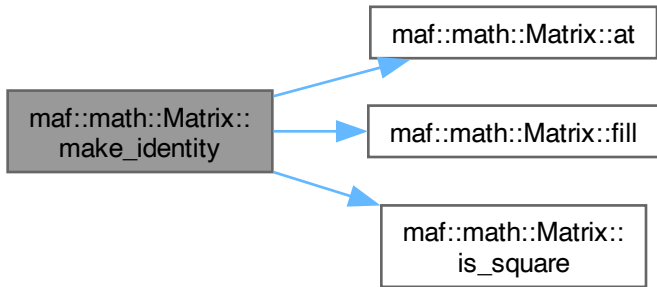 maf::math::Matrix::
make_identity
maf::math::Matrix::at
maf::math::Matrix::fill
maf::math::Matrix::
is_square